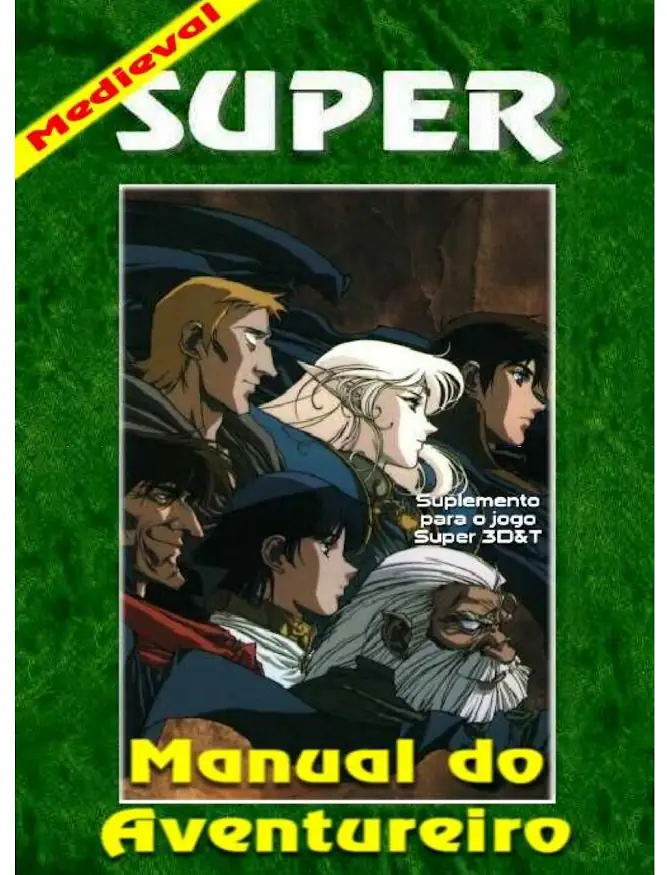 Medieval
SUPER
Suplemento
para o jogo
Super 3D&T
Manual do
Aventureiro